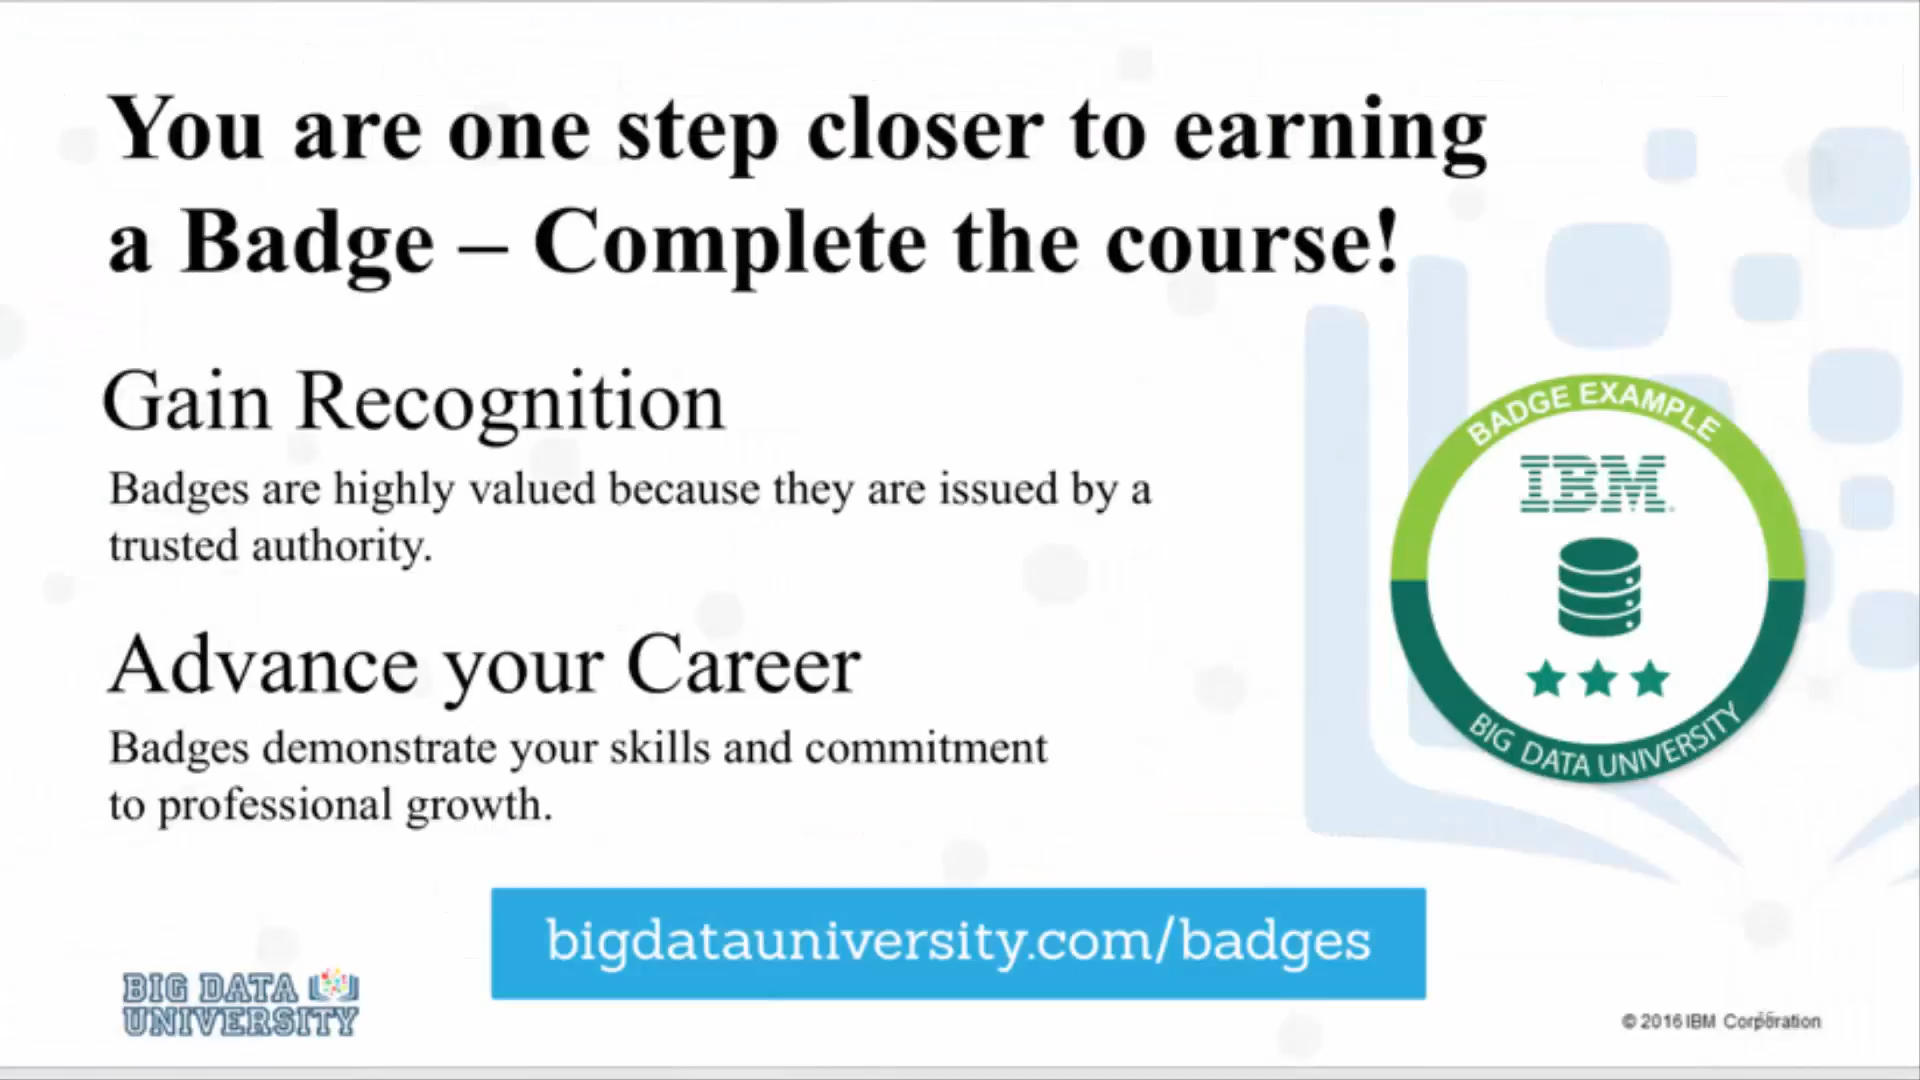 You are one step closer to earning
a Badge – Complete the course!
Gain Recognition
Badges are highly valued because they are issued by a
trusted authority.
Advance your Career
Badges demonstrate your skills and commitment
to professional growth.
BADGE EXAMPLE
IBM
BIG DATA UNIVERSITY
bigdatauniversity.com/badges
BIG DATA
UNIVERSITY
© 2016 IBM Corporation